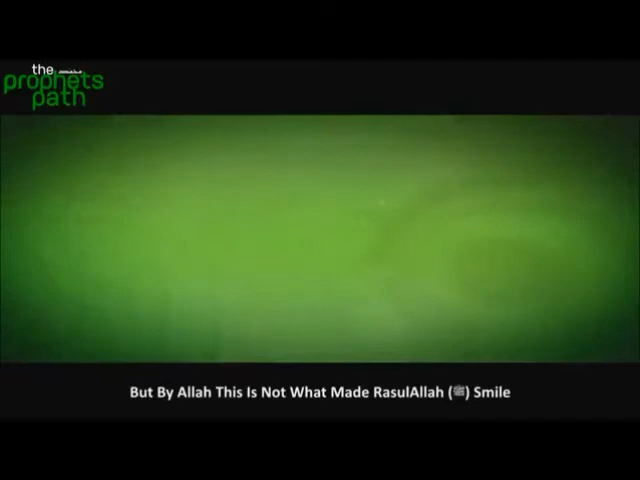 the
prophets
path
But By Allah This Is Not What Made RasulAllah (ﷺ) Smile